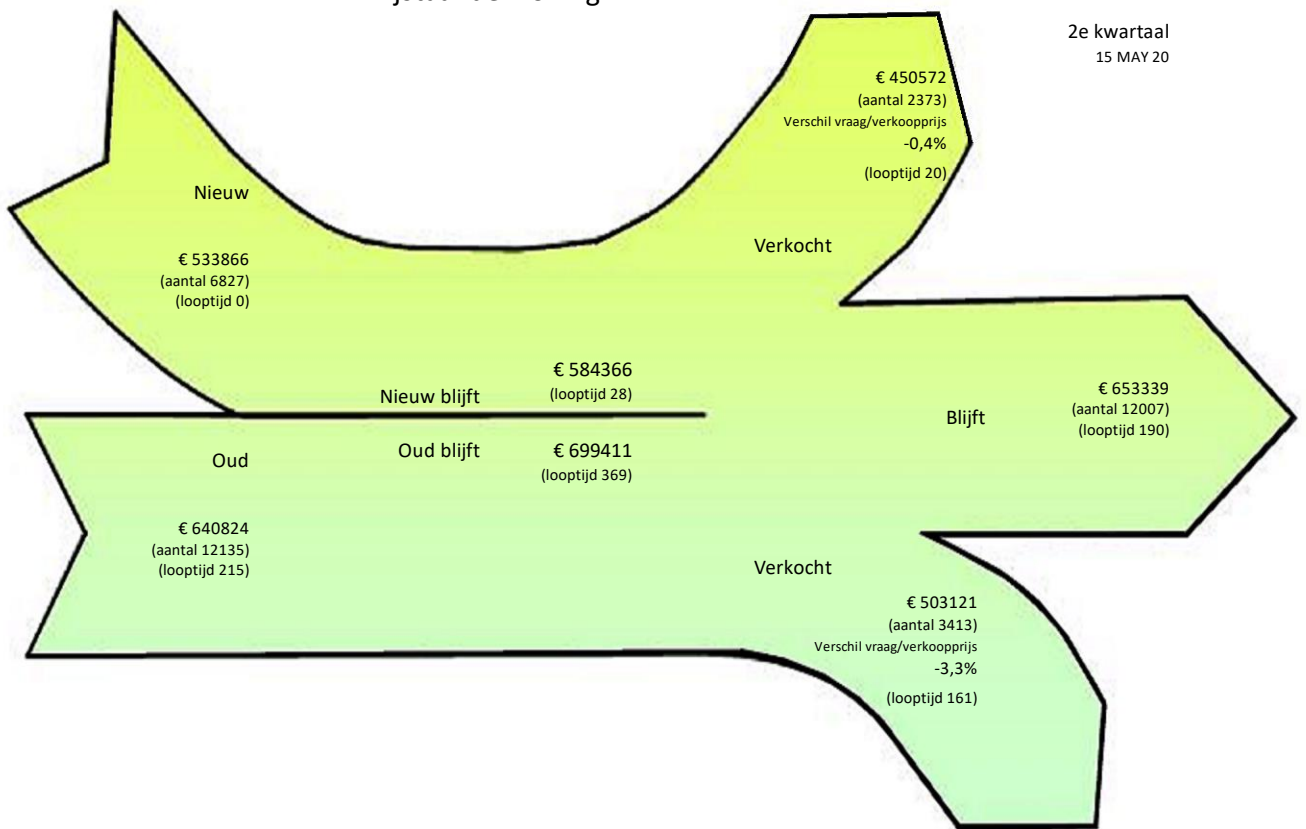 2e kwartaal
15 MAY 20
€ 450572
(aantal 2373)
Verschil vraag/verkoopprijs
-0,4%
(looptijd 20)
Nieuw
Verkocht
€ 533866
(aantal 6827)
(looptijd 0)
€ 584366
Nieuw blijft
(looptijd 28)
€ 653339
(aantal 12007)
(looptijd 190)
Blijft
Oud blijft
€ 699411
(looptijd 369)
Oud
€ 640824
(aantal 12135)
(looptijd 215)
Verkocht
€ 503121
(aantal 3413)
Verschil vraag/verkoopprijs
-3,3%
(looptijd 161)